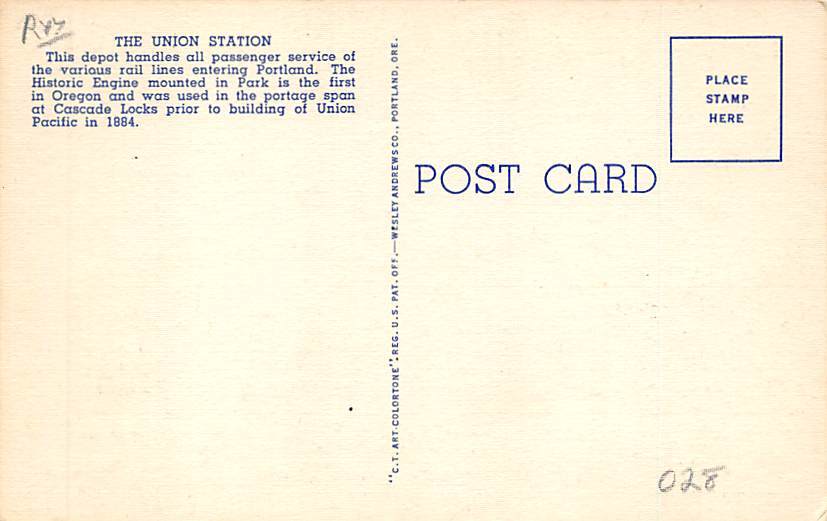 THE UNION STATION
This depot handles all passenger service of
the various rail lines entering Portland. The
Historic Engine mounted in Park is the first
in Oregon and was used in the portage span
at Cascade Locks prior to building of Union
Pacific in 1884.
"C.T. ART-COLORTONE" REG. U.S. PAT. OFF.—WESLEY ANDREWS CO., PORTLAND, ORE.
POST CARD
PLACE
STAMP
HERE
028